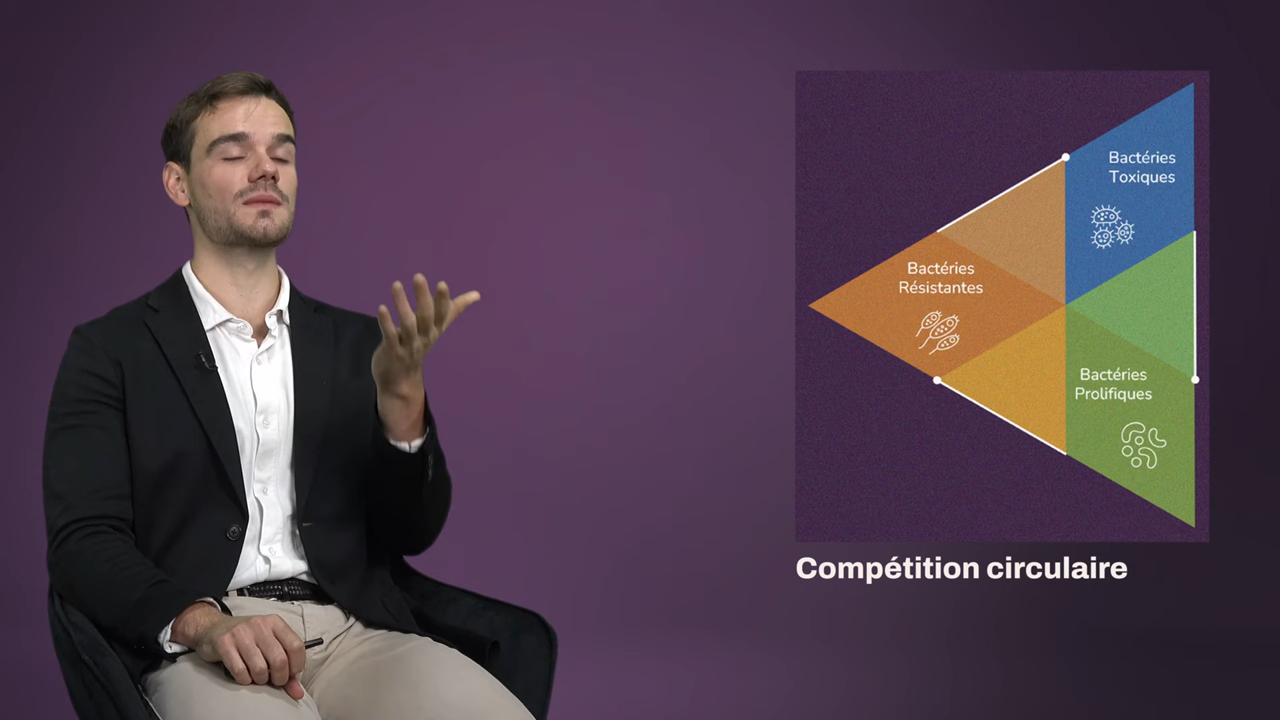 Bactéries
Toxiques
Bactéries
Résistantes
Bactéries
Prolifiques
Compétition circulaire